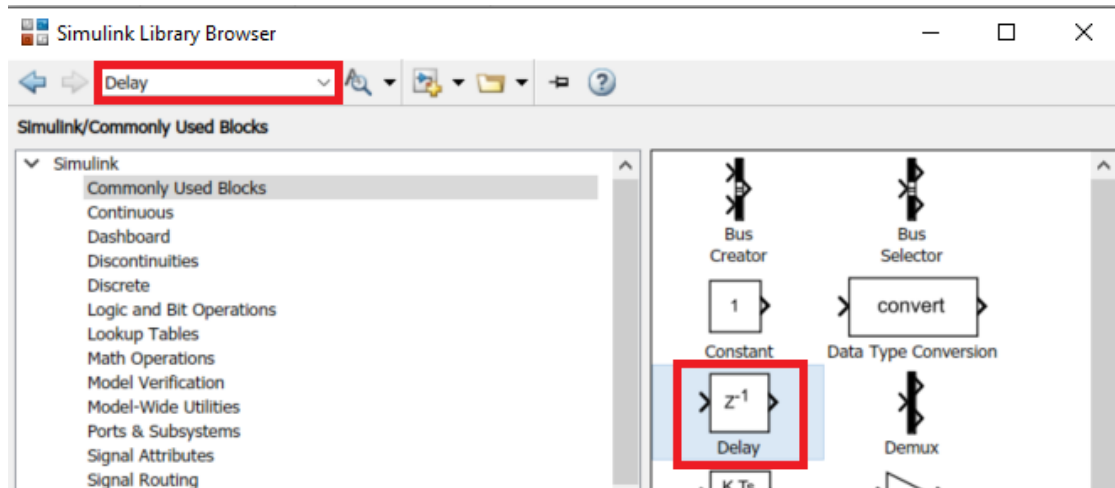 Simulink Library Browser
Delay
Simulink/Commonly Used Blocks
Simulink
Commonly Used Blocks
Continuous
Dashboard
Discontinuities
Discrete
Logic and Bit Operations
Lookup Tables
Math Operations
Model Verification
Model-Wide Utilities
Ports & Subsystems
Signal Attributes
Signal Routing
Bus
Creator
Bus
Selector
1
Constant
convert
Data Type Conversion
z-1
Delay
Demux